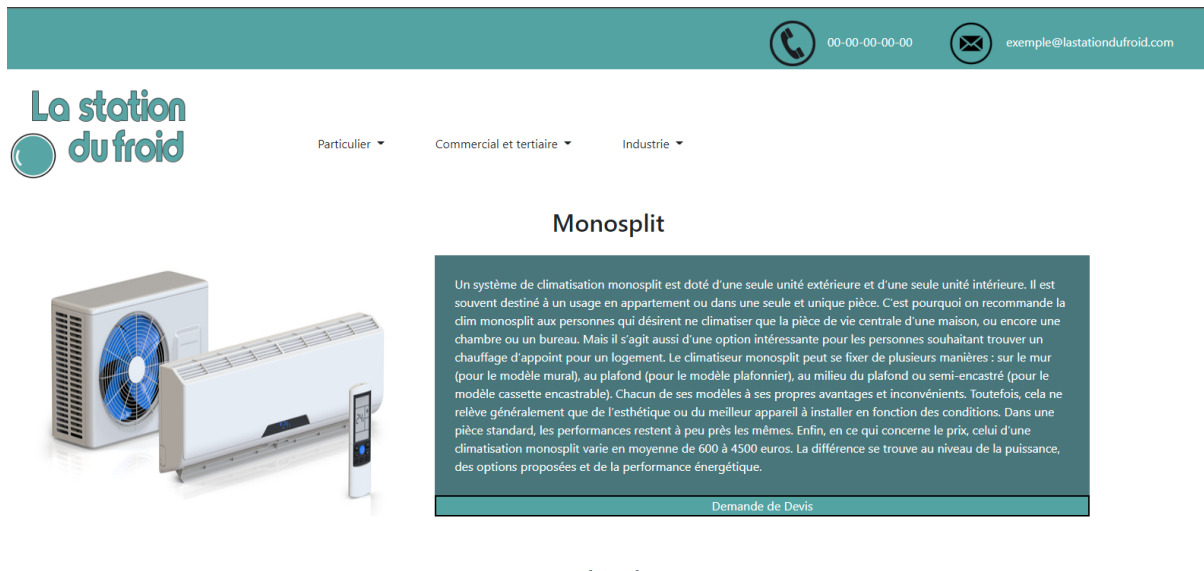 00-00-00-00-00
exemple@lastationdufroid.com
La station
du froid
Particulier
Commercial et tertiaire
Industrie
Monosplit
Un système de climatisation monosplit est doté d'une seule unité extérieure et d'une seule unité intérieure. Il est
souvent destiné à un usage en appartement ou dans une seule et unique pièce. C'est pourquoi on recommande la
clim monosplit aux personnes qui désirent ne climatiser que la pièce de vie centrale d'une maison, ou encore une
chambre ou un bureau. Mais il s'agit aussi d'une option intéressante pour les personnes souhaitant trouver un
chauffage d'appoint pour un logement. Le climatiseur monosplit peut se fixer de plusieurs manières : sur le mur
(pour le modèle mural), au plafond (pour le modèle plafonnier), au milieu du plafond ou semi-encastré (pour le
modèle cassette encastrable). Chacun de ses modèles à ses propres avantages et inconvénients. Toutefois, cela ne
relève généralement que de l'esthétique ou du meilleur appareil à installer en fonction des conditions. Dans une
pièce standard, les performances restent à peu près les mêmes. Enfin, en ce qui concerne le prix, celui d'une
climatisation monosplit varie en moyenne de 600 à 4500 euros. La différence se trouve au niveau de la puissance,
des options proposées et de la performance énergétique.
Demande de Devis